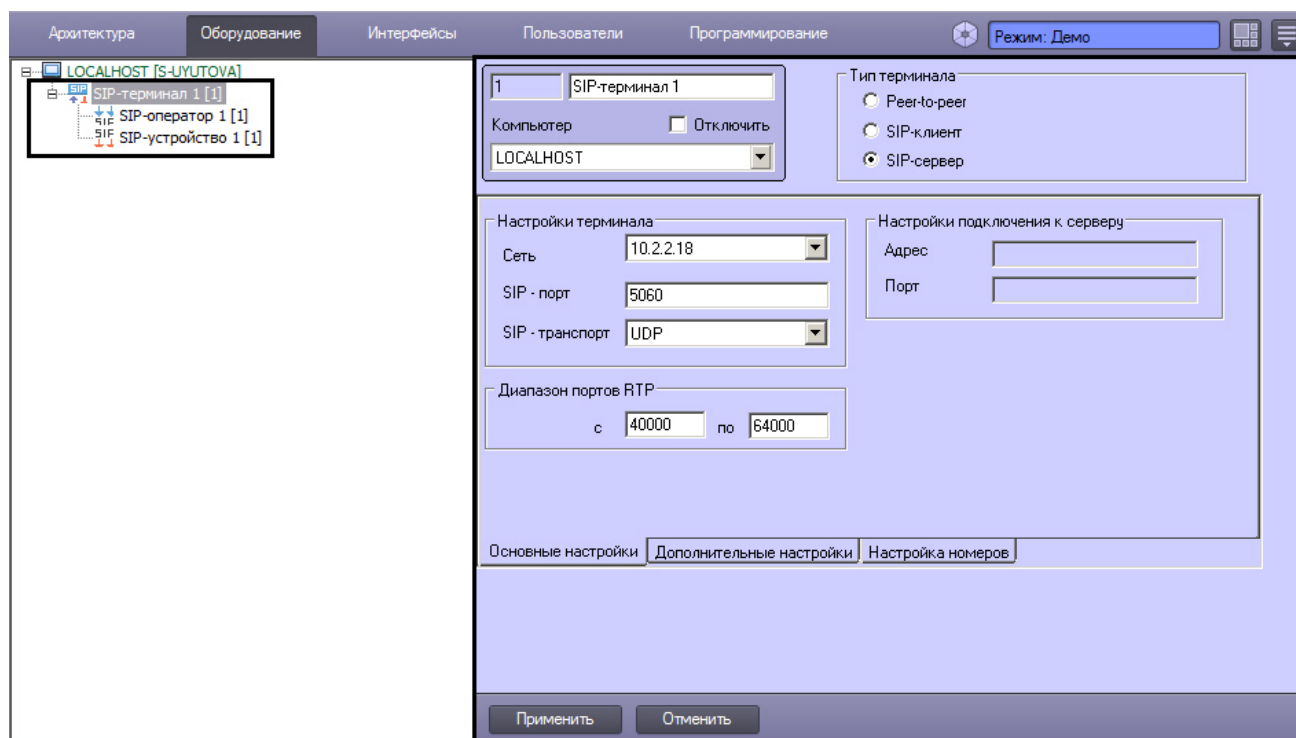 Архитектура Оборудование Интерфейсы Пользователи Программирование Режим: Демо
LOCALHOST [S-UYUTOVA]
SIP SIP-терминал 1 [1]
SIP SIP-оператор 1 [1]
SIP SIP-устройство 1 [1]
1 SIP-терминал 1
Компьютер Отключить
LOCALHOST
Тип терминала
Peer-to-peer
SIP-клиент
SIP-сервер
Настройки терминала
Сеть 10.2.2.18
SIP - порт 5060
SIP - транспорт UDP
Настройки подключения к серверу
Адрес
Порт
Диапазон портов RTP
с 40000 по 64000
Основные настройки Дополнительные настройки Настройка номеров
Применить Отменить